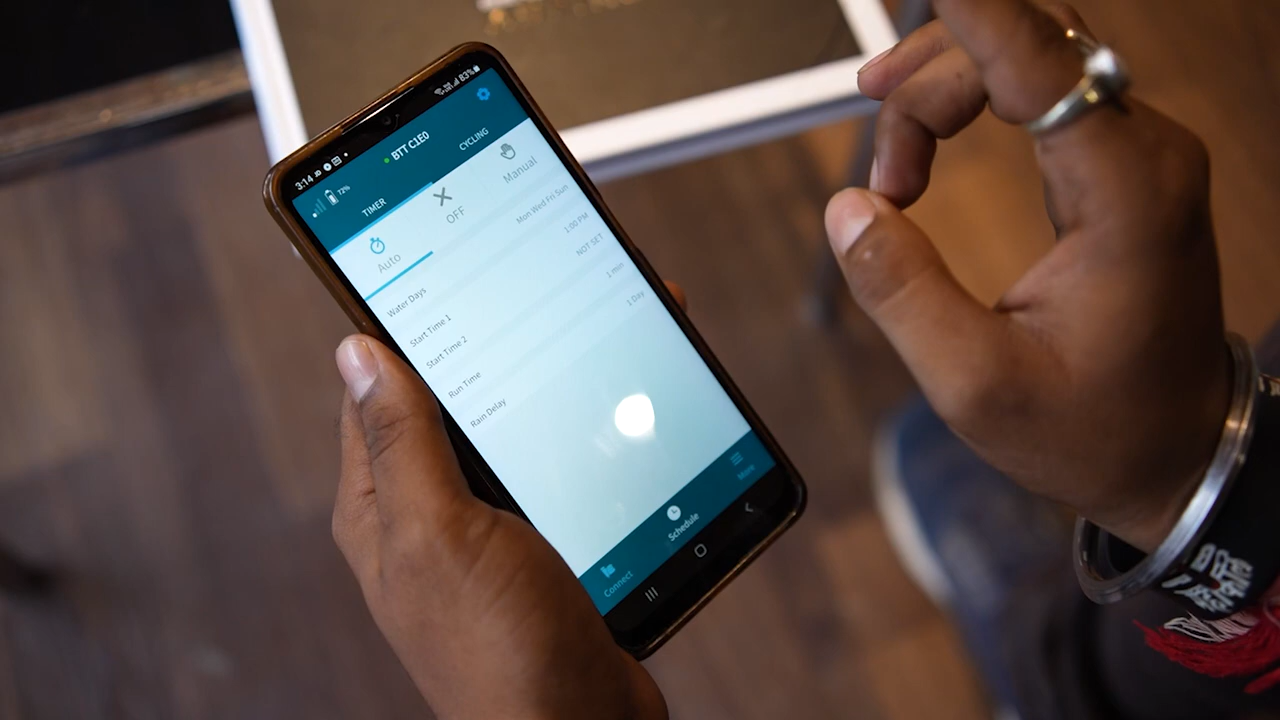 3:14
83%
72%
BTT C1E0
TIMER
CYCLING
Auto
OFF
Manual
Water Days Mon Wed Fri Sun
Start Time 1 1:00 PM
Start Time 2 NOT SET
Run Time 1 min
Rain Delay 1 Day
Connect
Schedule
More